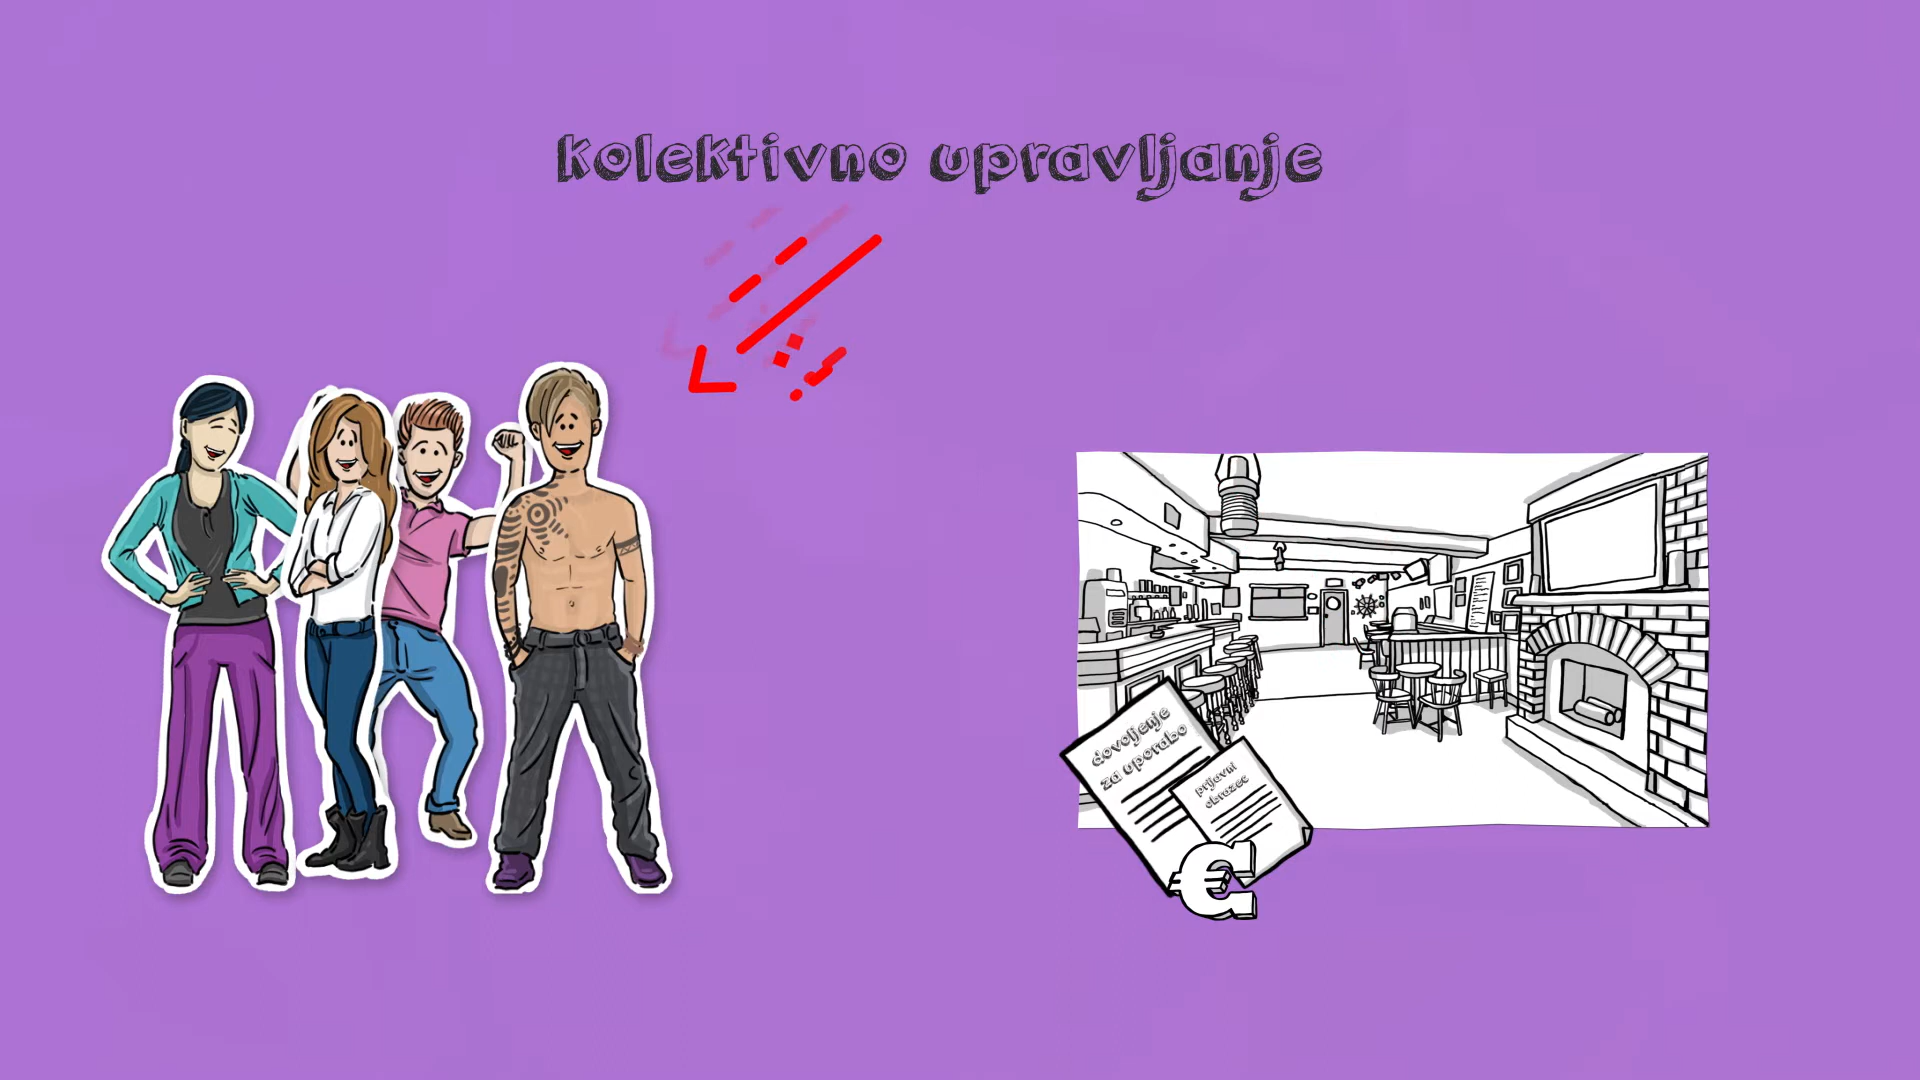 kolektivno upravljanje
dovoljenje
za uporabo
prijavni
obrazec
€